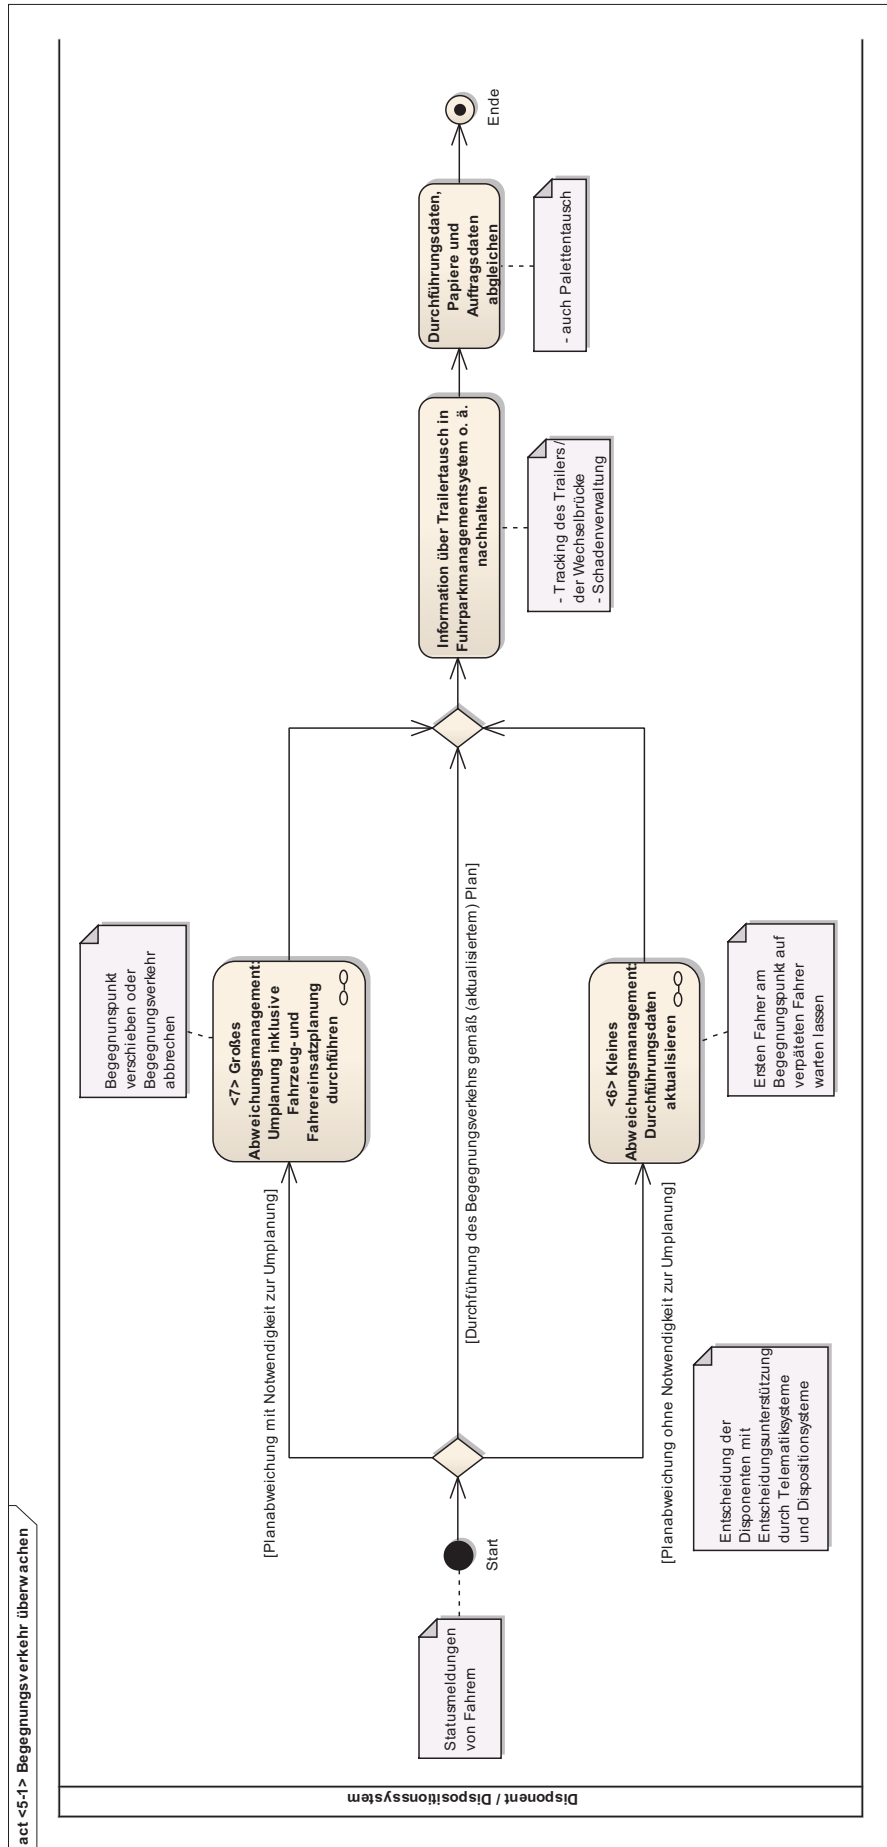 act <5-1> Begegnungsverkehr überwachen
Disponent / Dispositionssystem
Statusmeldungen
von Fahrern
Start
[Planabweichung mit Notwendigkeit zur Umplanung]
[Durchführung des Begegnungsverkehrs gemäß (aktualisiertem) Plan]
[Planabweichung ohne Notwendigkeit zur Umplanung]
Entscheidung der
Disponenten mit
Entscheidungsunterstützung
durch Telematiksysteme
und Dispositionsysteme
Begegnunspunkt
verschieben oder
Begegnungsverkehr
abbrechen
<7> Großes
Abweichungsmanagement:
Umplanung inklusive
Fahrzeug- und
Fahrereinsatzplanung
durchführen
<6> Kleines
Abweichungsmanagement:
Durchführungsdaten
aktualisieren
Ersten Fahrer am
Begegnungspunkt auf
verpäteten Fahrer
warten lassen
Information über Trailertausch in
Fuhrparkmanagementsystem o. ä.
nachhalten
- Tracking des Trailers /
der Wechselbrücke
- Schadenverwaltung
Durchführungsdaten,
Papiere und
Auftragsdaten
abgleichen
- auch Palettentausch
Ende